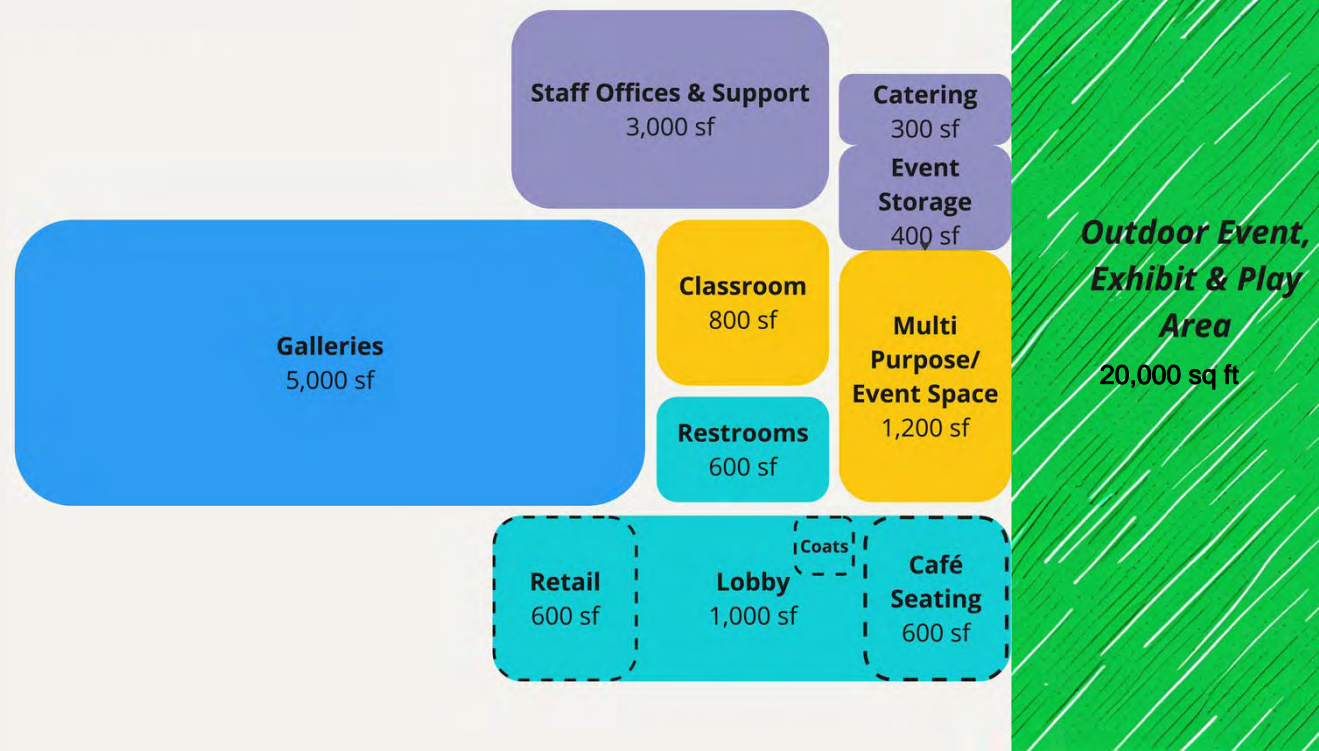 Staff Offices & Support
3,000 sf
Catering
300 sf
Event
Storage
400 sf
Galleries
5,000 sf
Classroom
800 sf
Restrooms
600 sf
Multi
Purpose/
Event Space
1,200 sf
Retail
600 sf
Lobby
1,000 sf
Coats
Café
Seating
600 sf
Outdoor Event,
Exhibit & Play
Area
20,000 sq ft